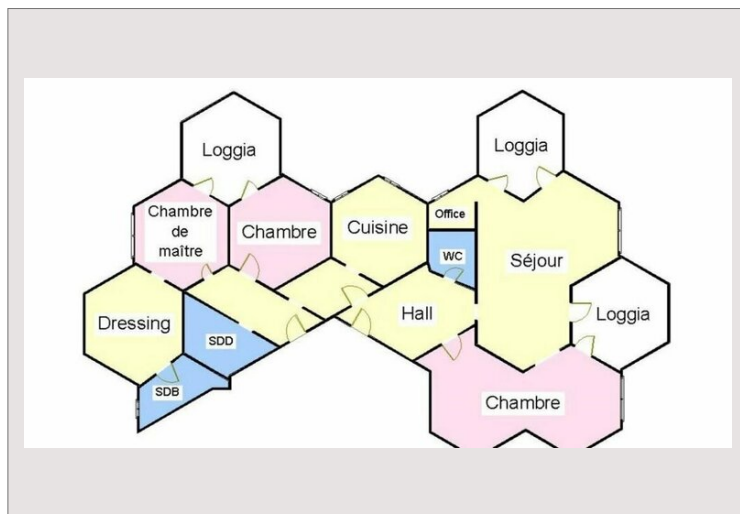 Loggia
Loggia
Chambre
de
maître
Chambre
Cuisine
Office
WC
Séjour
Dressing
SDD
Hall
Loggia
SDB
Chambre